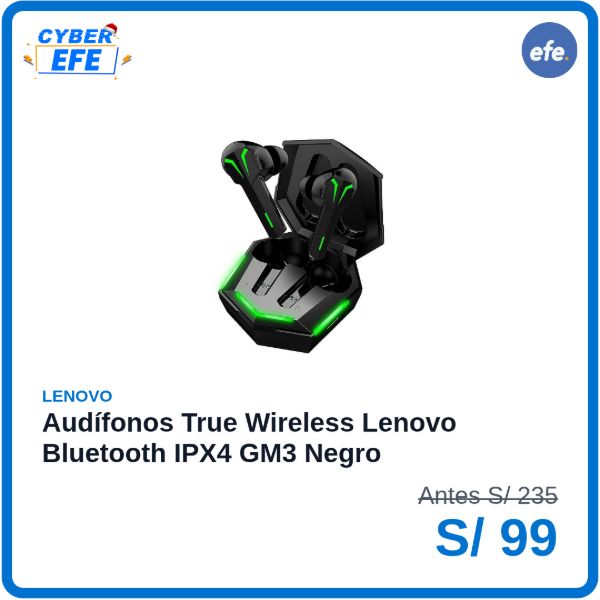 CYBER
EFE
efe.
LENOVO
Audífonos True Wireless Lenovo
Bluetooth IPX4 GM3 Negro
Antes S/ 235
S/ 99